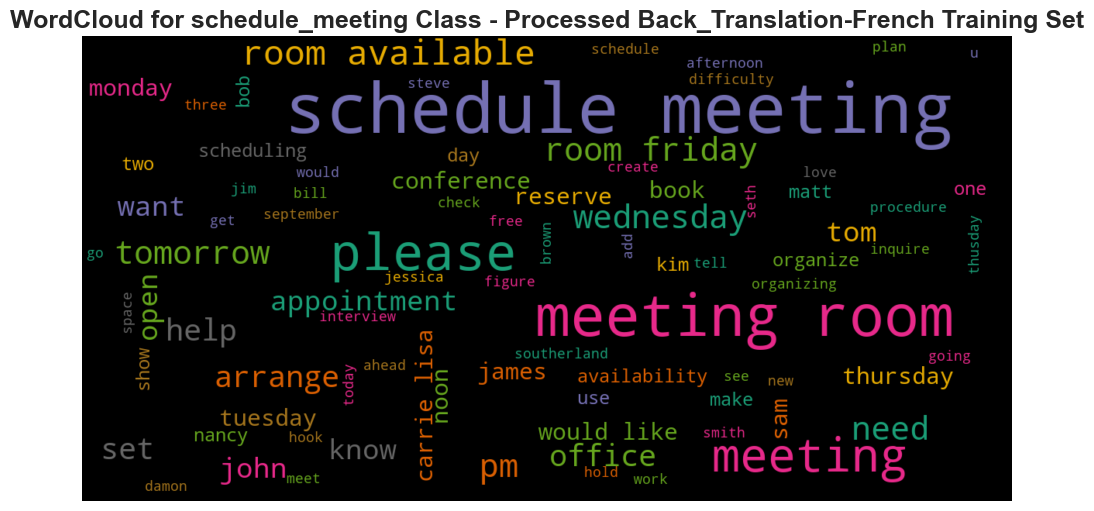 WordCloud for schedule_meeting Class - Processed Back_Translation-French Training Set
room available
schedule
plan
u
afternoon
monday
three
bob
steve
difficulty
schedule meeting
scheduling
day
room friday
two
would
create
love
jim
bill
conference
check
reserve
book
seth
matt
one
want
get
september
free
wednesday
procedure
go
tomorrow
please
brown
add
tom
thusday
inquire
kim
tell
organize
jessica
figure
organizing
space
open
appointment
interview
meeting room
help
show
southerland
going
arrange
today
ahead
carrie lisa
noon
james
availability
see
new
thursday
use
make
tuesday
nancy
hook
would like
smith
sam
need
set
know
office
meeting
john
meet
pm
hold
work
damon